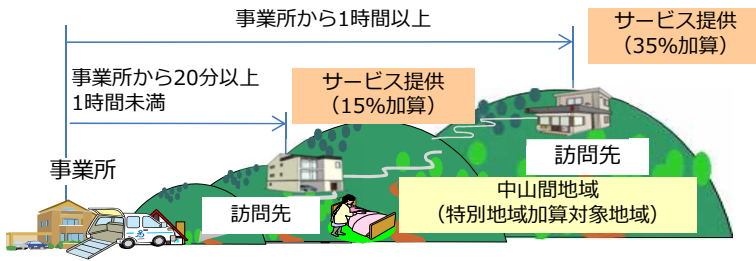 事業所から1時間以上
サービス提供
（35%加算）
事業所から20分以上
1時間未満
サービス提供
（15%加算）
事業所
訪問先
訪問先
中山間地域
（特別地域加算対象地域）